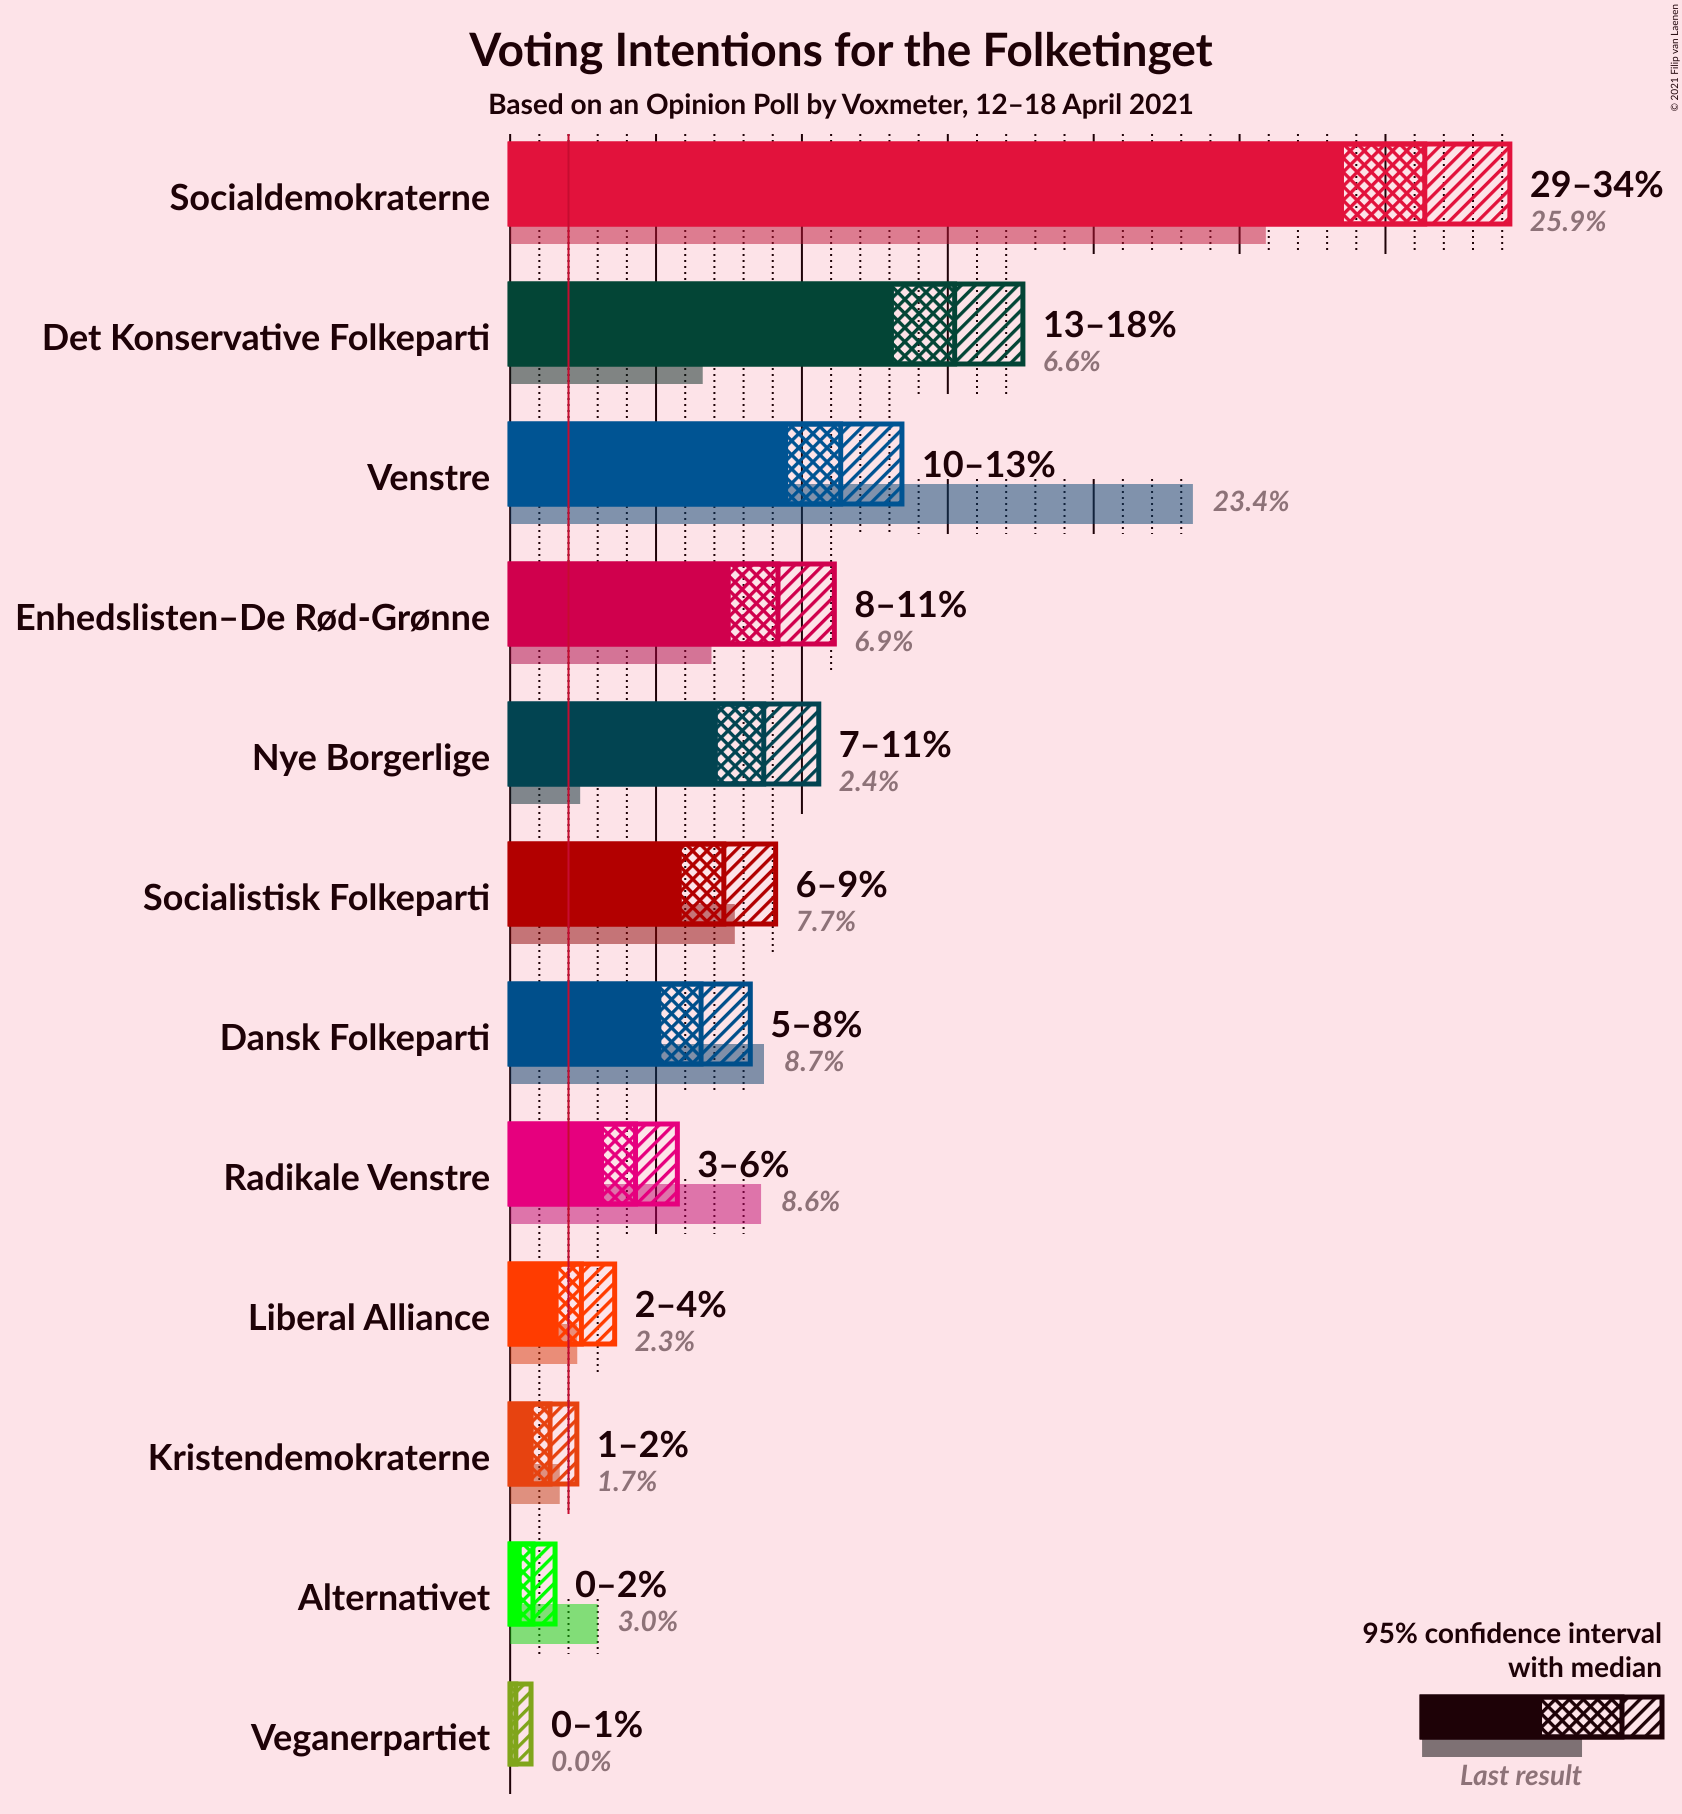 Voting Intentions for the Folketinget
Based on an Opinion Poll by Voxmeter, 12–18 April 2021
© 2021 Filip van Laenen
Socialdemokraterne
29–34%
25.9%
Det Konservative Folkeparti
13–18%
6.6%
Venstre
10–13%
23.4%
Enhedslisten–De Rød-Grønne
8–11%
6.9%
Nye Borgerlige
7–11%
2.4%
Socialistisk Folkeparti
6–9%
7.7%
Dansk Folkeparti
5–8%
8.7%
Radikale Venstre
3–6%
8.6%
Liberal Alliance
2–4%
2.3%
Kristendemokraterne
1–2%
1.7%
Alternativet
0–2%
3.0%
Veganerpartiet
0–1%
0.0%
95% confidence interval
with median
Last result